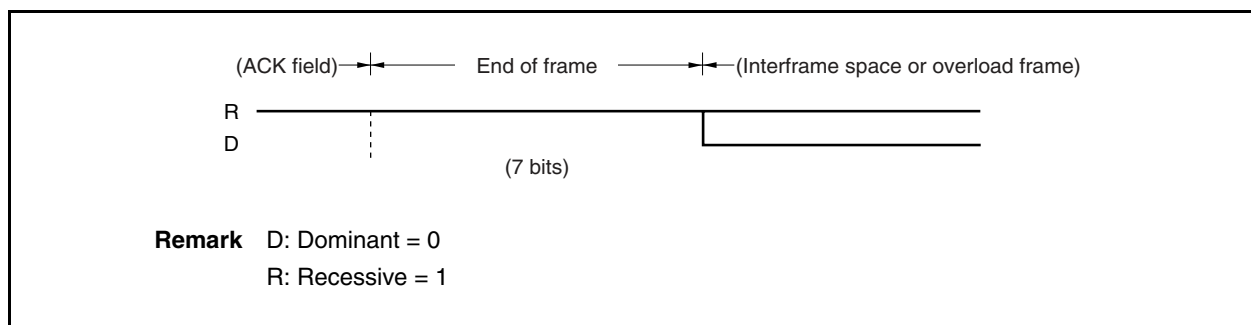 (ACK field) End of frame (Interframe space or overload frame)
R
D
(7 bits)
Remark D: Dominant = 0
R: Recessive = 1